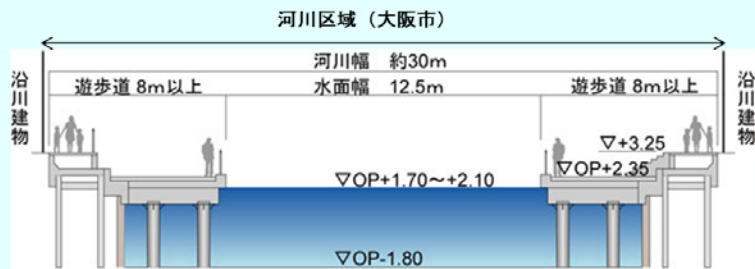 河川区域（大阪市）
河川幅　約30m
遊歩道 8m以上
水面幅　12.5m
遊歩道 8m以上
沿川建物
沿川建物
▽+3.25
▽OP+2.35
▽OP+1.70～+2.10
▽OP-1.80